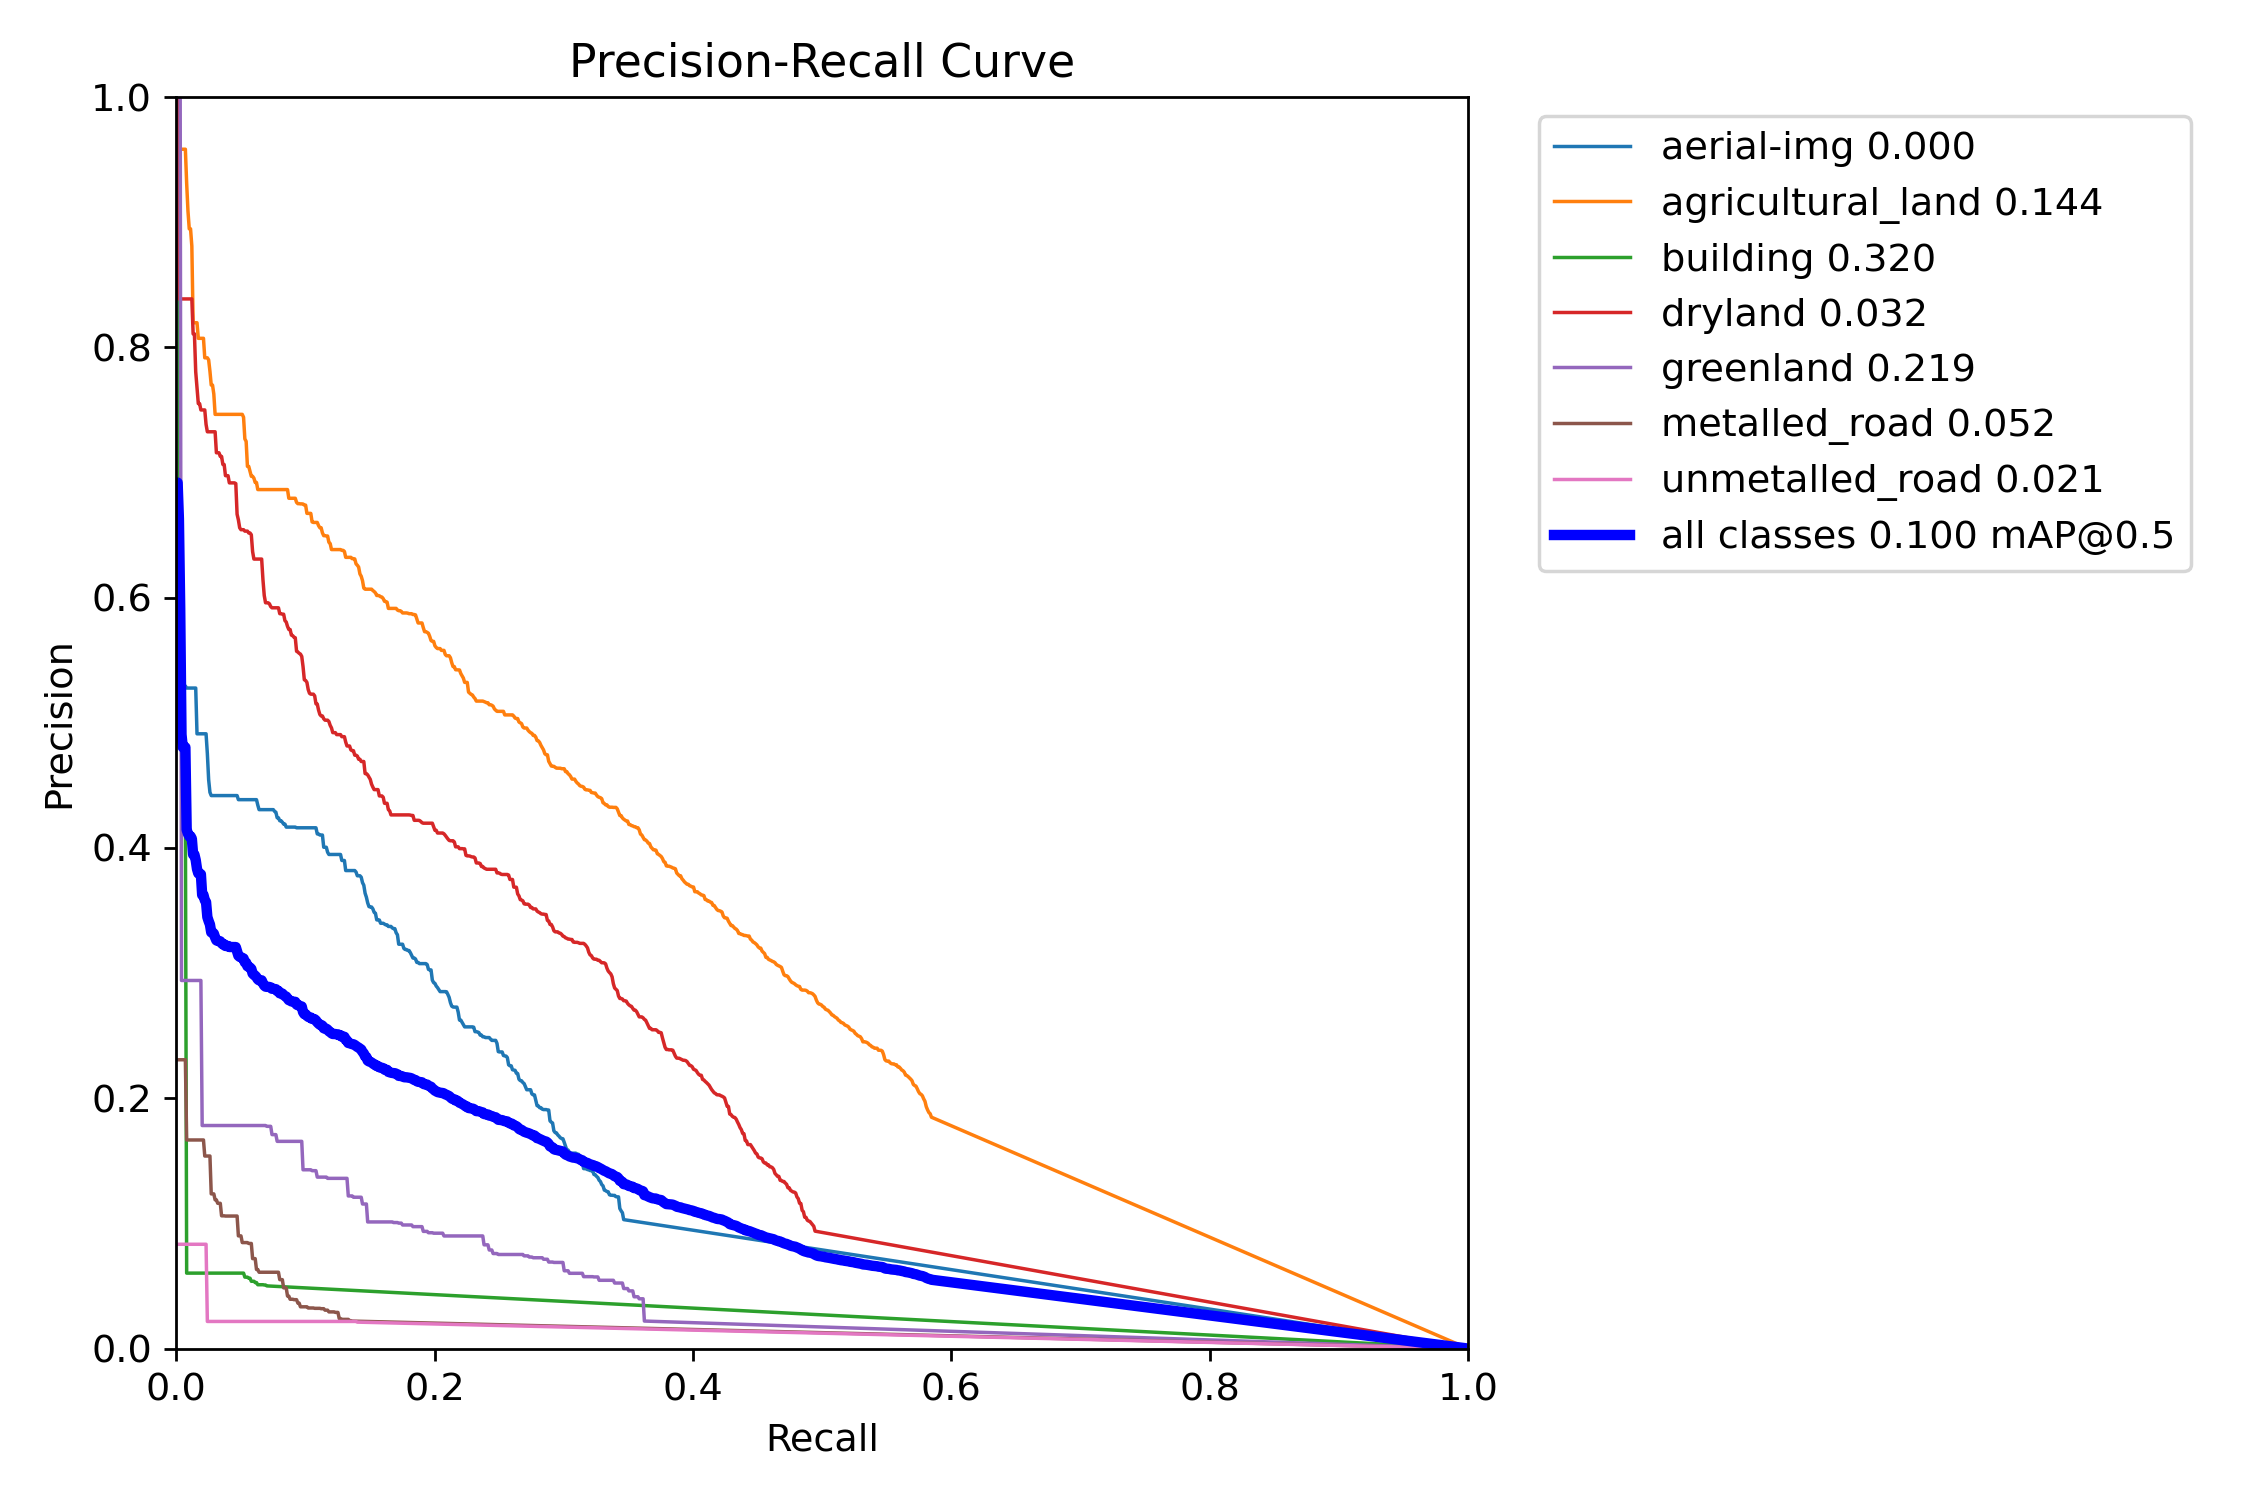 Precision-Recall Curve
1.0
0.8
0.6
0.4
0.2
0.0
Precision
0.0 0.2 0.4 0.6 0.8 1.0
Recall
aerial-img 0.000
agricultural_land 0.144
building 0.320
dryland 0.032
greenland 0.219
metalled_road 0.052
unmetalled_road 0.021
all classes 0.100 mAP@0.5